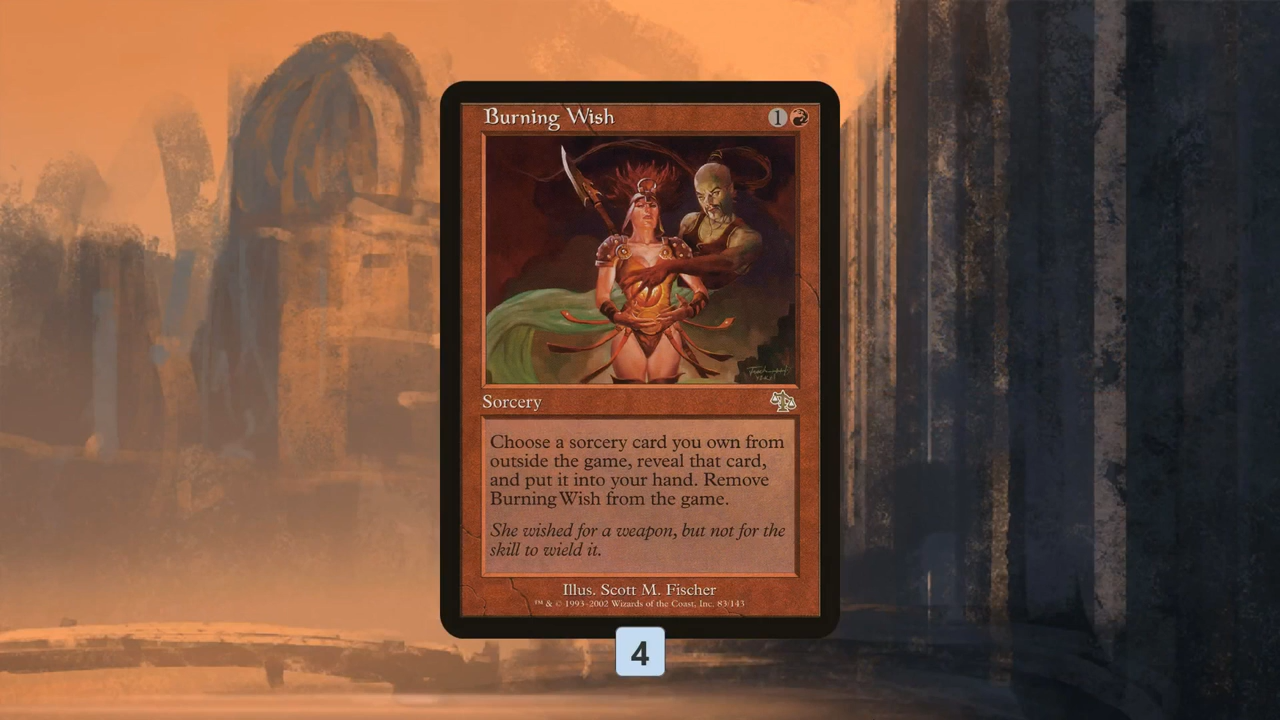 Burning Wish 1
Sorcery
Choose a sorcery card you own from
outside the game, reveal that card,
and put it into your hand. Remove
Burning Wish from the game.
She wished for a weapon, but not for the
skill to wield it.
Illus. Scott M. Fischer
™ & © 1993-2002 Wizards of the Coast, Inc. 83/143
4